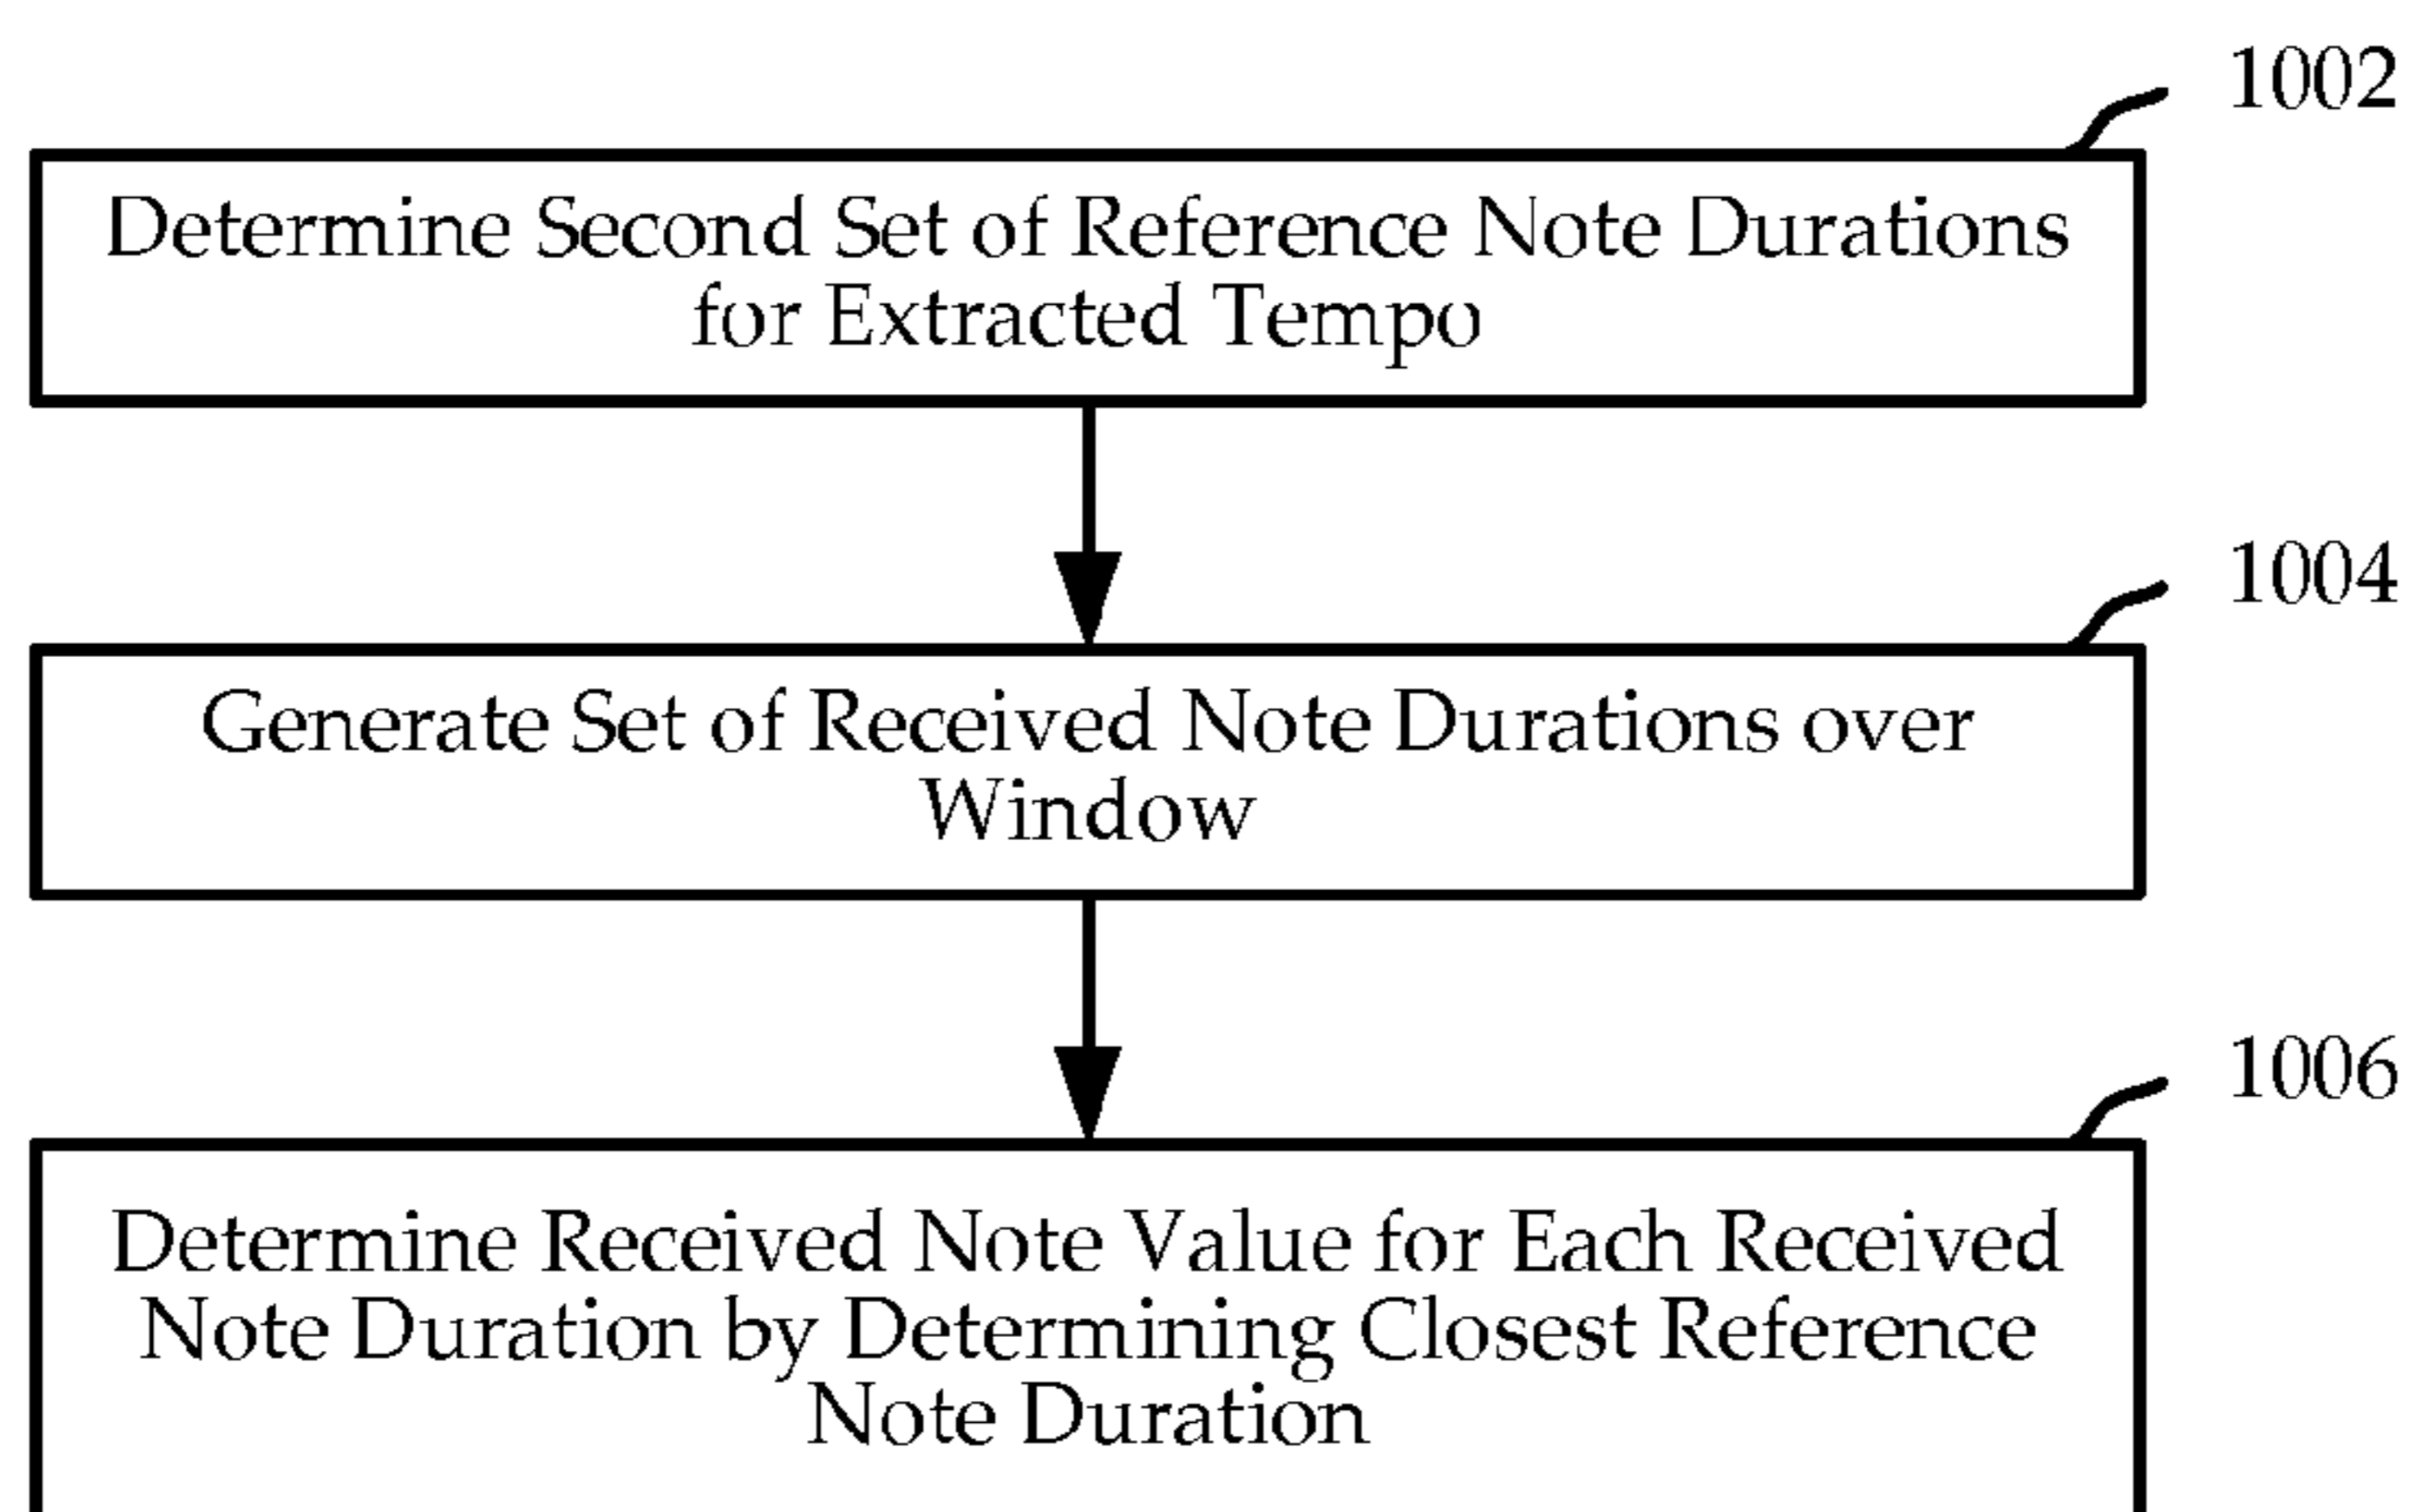 1002
Determine Second Set of Reference Note Durations
for Extracted Tempo
1004
Generate Set of Received Note Durations over
Window
1006
Determine Received Note Value for Each Received
Note Duration by Determining Closest Reference
Note Duration